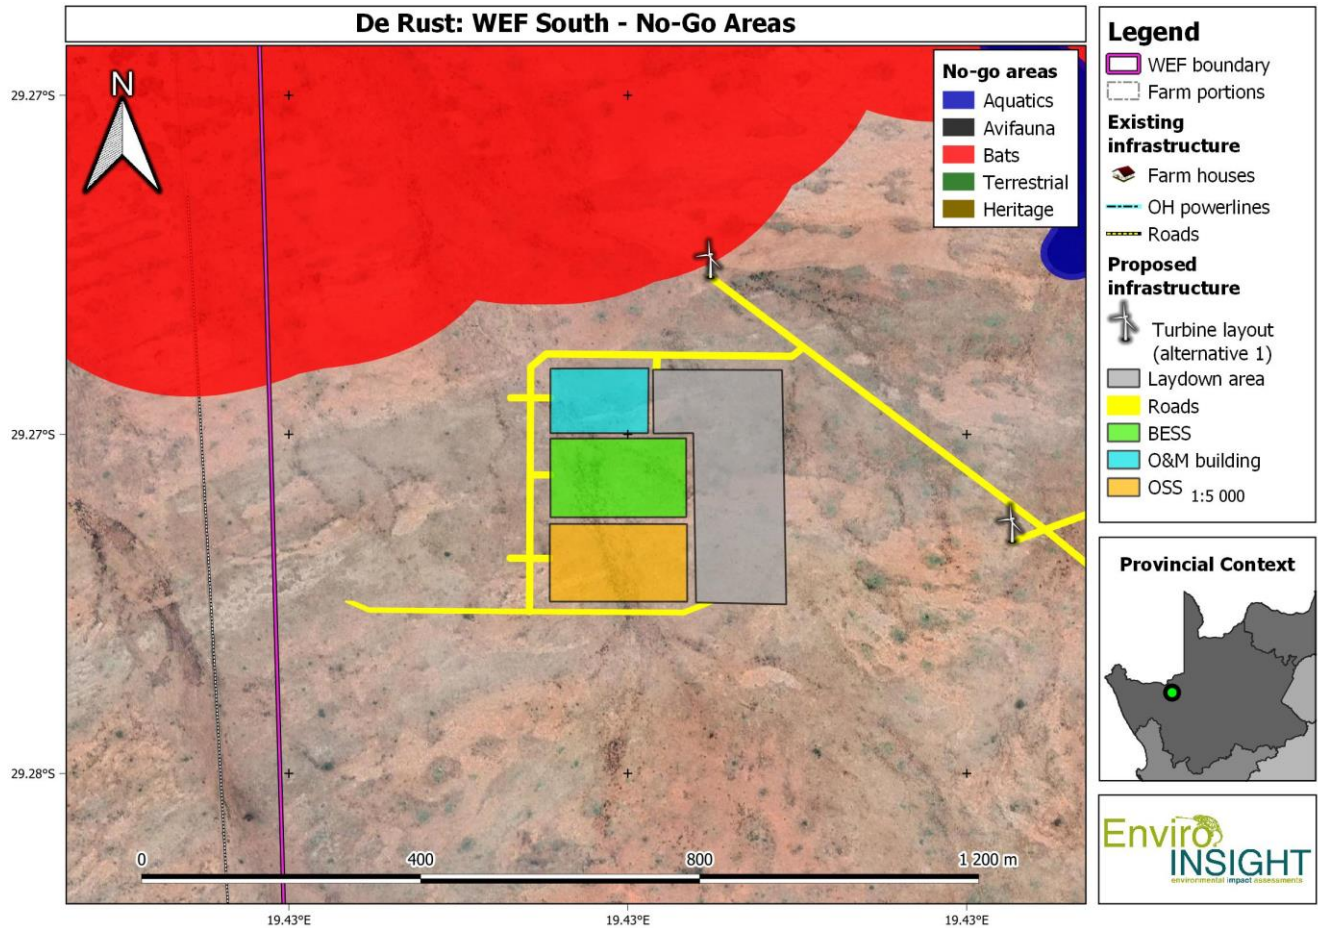 De Rust: WEF South - No-Go Areas
N
No-go areas
Aquatics
Avifauna
Bats
Terrestrial
Heritage
29.27°S
29.27°S
29.28°S
0
400
800
1 200 m
19.43°E
19.43°E
19.43°E
Legend
WEF boundary
Farm portions
Existing
infrastructure
Farm houses
OH powerlines
Roads
Proposed
infrastructure
Turbine layout
(alternative 1)
Laydown area
Roads
BESS
O&M building
OSS 1:5 000
Provincial Context
Enviro
INSIGHT
environmental impact assessments